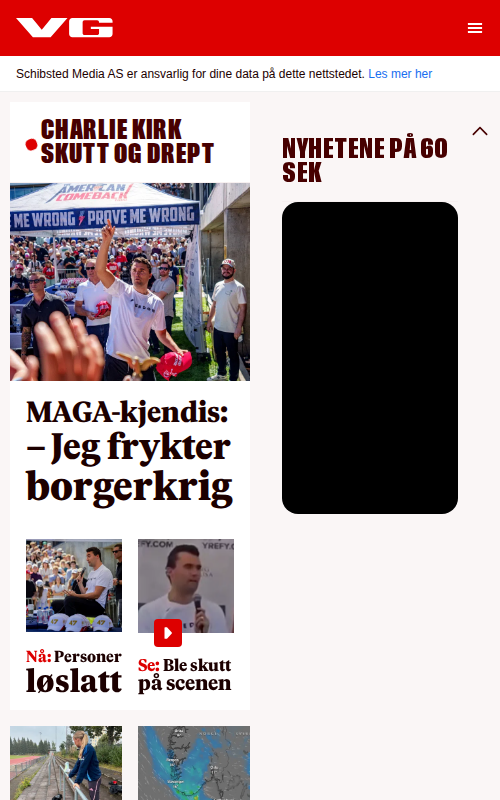 VG
Schibsted Media AS er ansvarlig for dine data på dette nettstedet. Les mer her
CHARLIE KIRK
SKUTT OG DREPT
AMERICAN
COMEBACK
ME WRONG PROVE ME WRONG
MAGA-kjendis:
– Jeg frykter
borgerkrig
47
Nå: Personer
løslatt
Se: Ble skutt
på scenen
NYHETENE PÅ 60
SEK